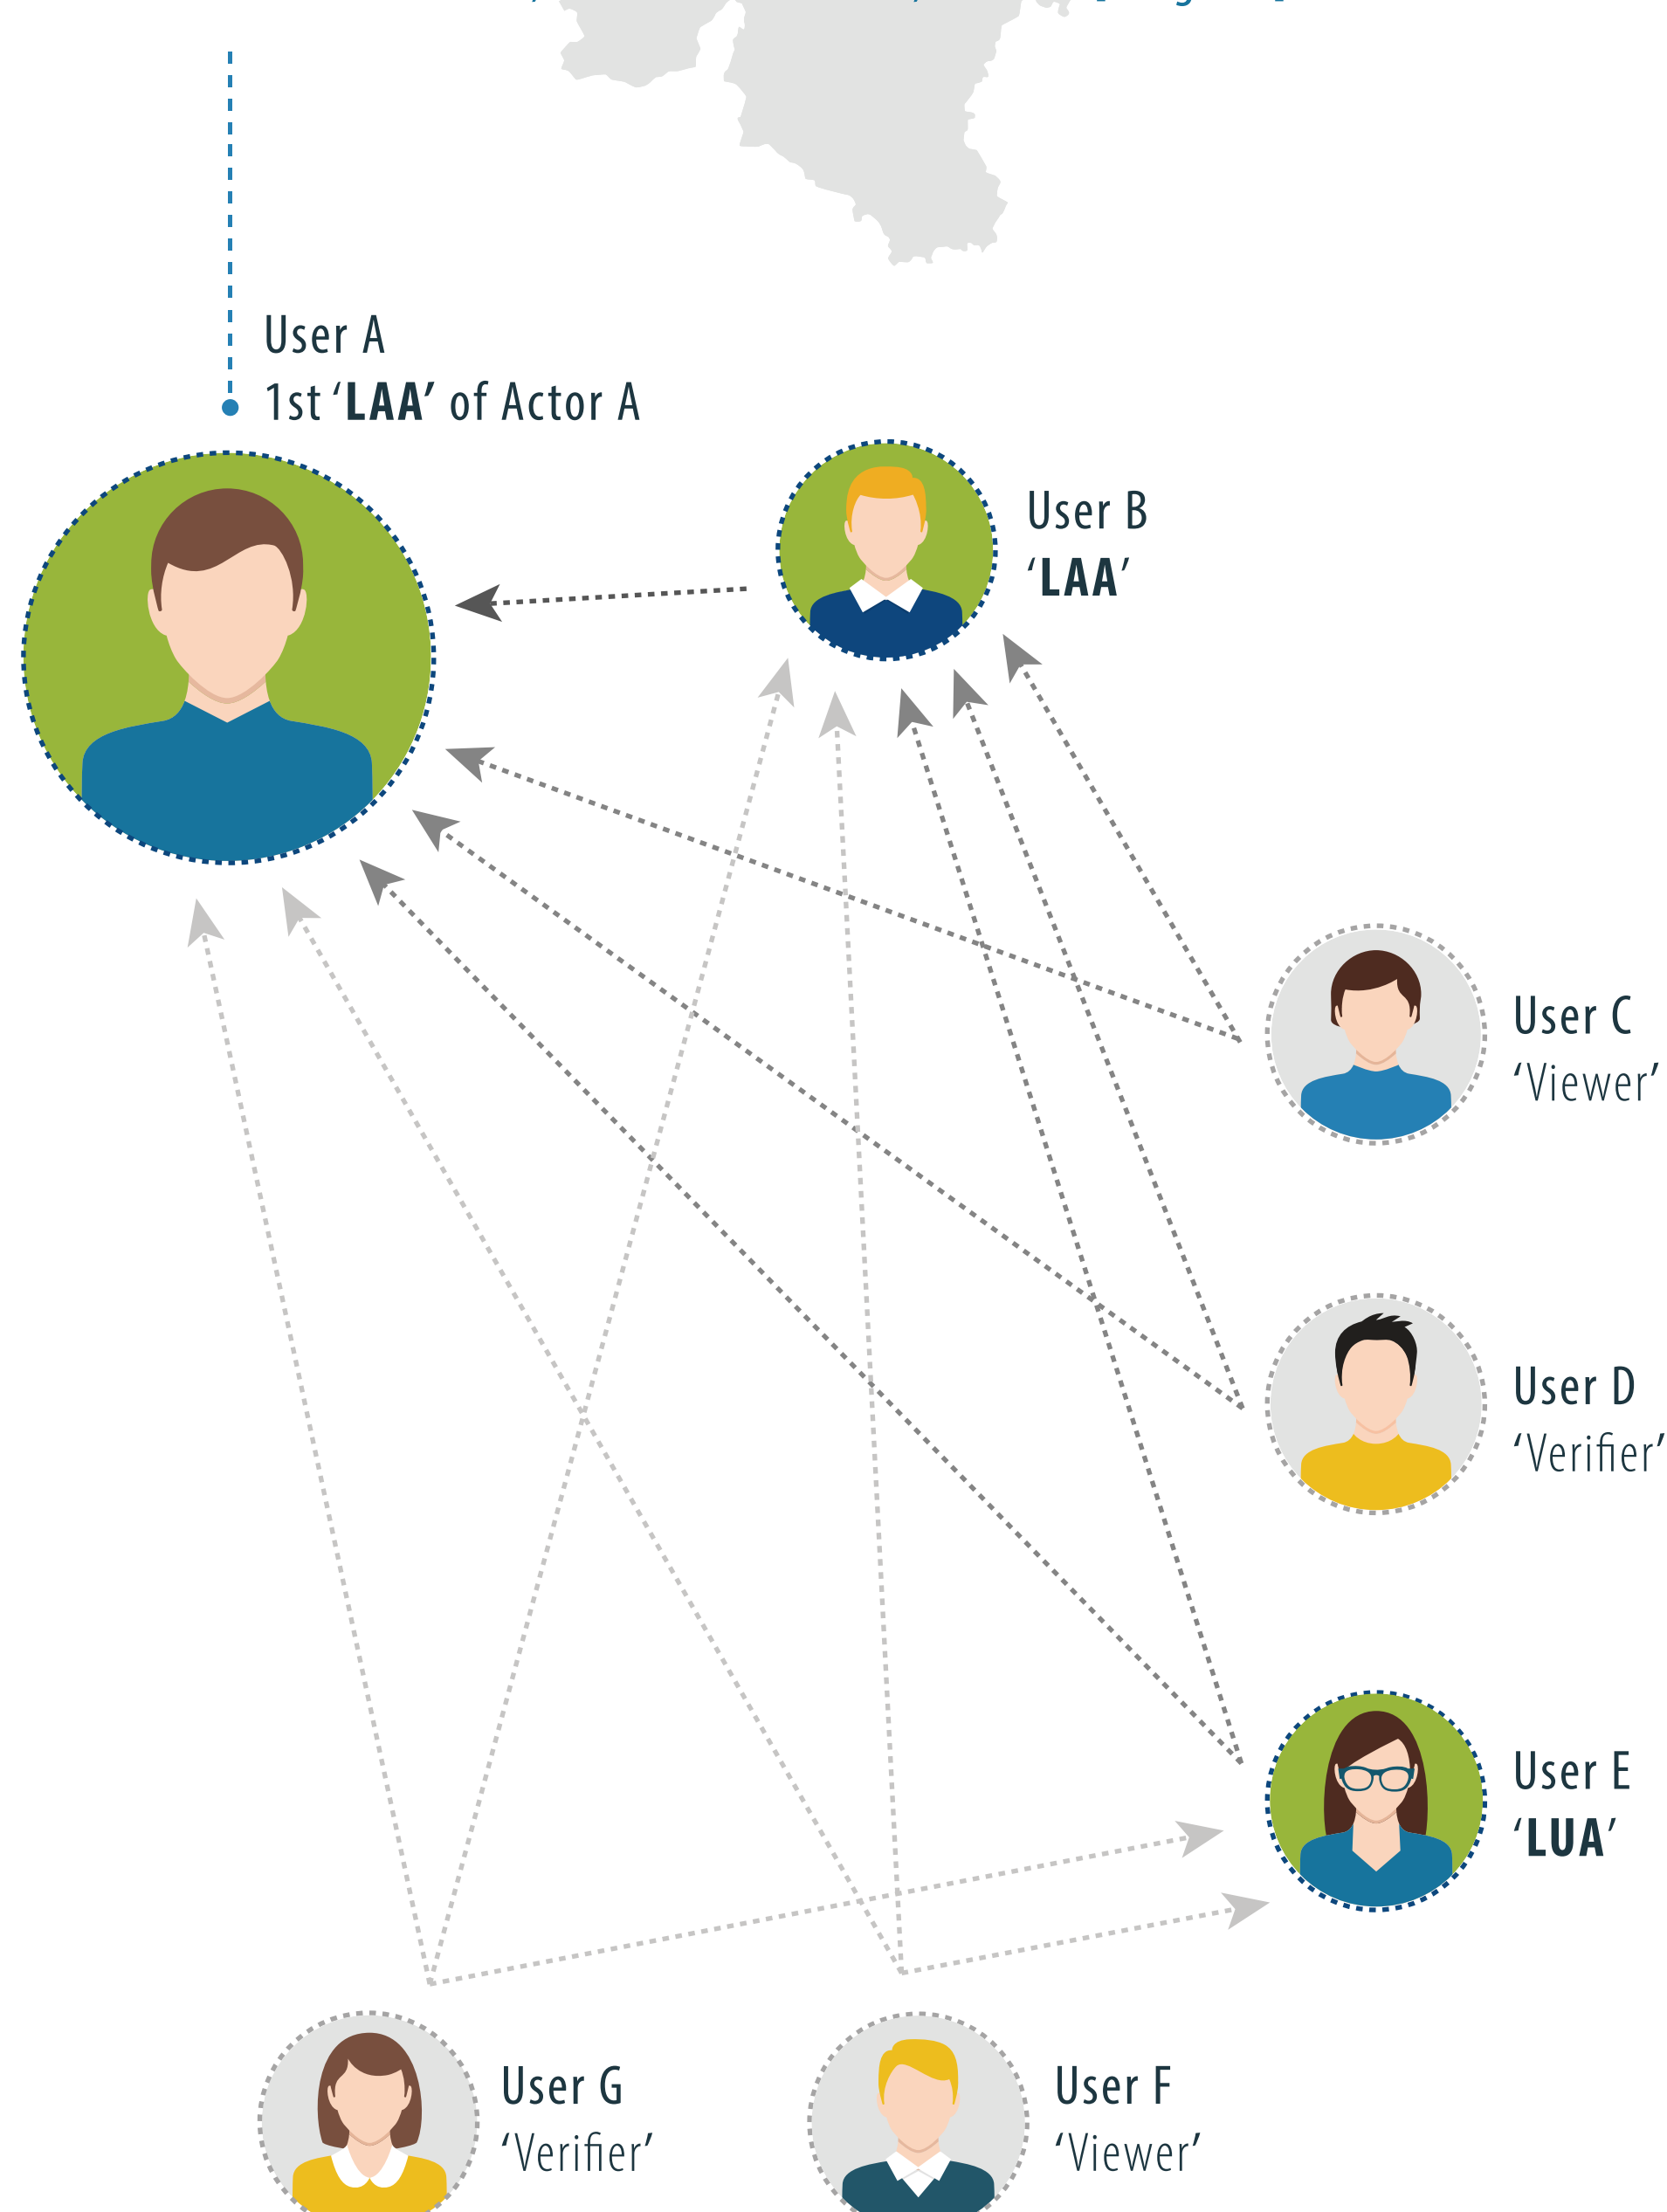 User A
1st ‘LAA’ of Actor A
User B
‘LAA’
User C
‘Viewer’
User D
‘Verifier’
User E
‘LUA’
User G
‘Verifier’
User F
‘Viewer’